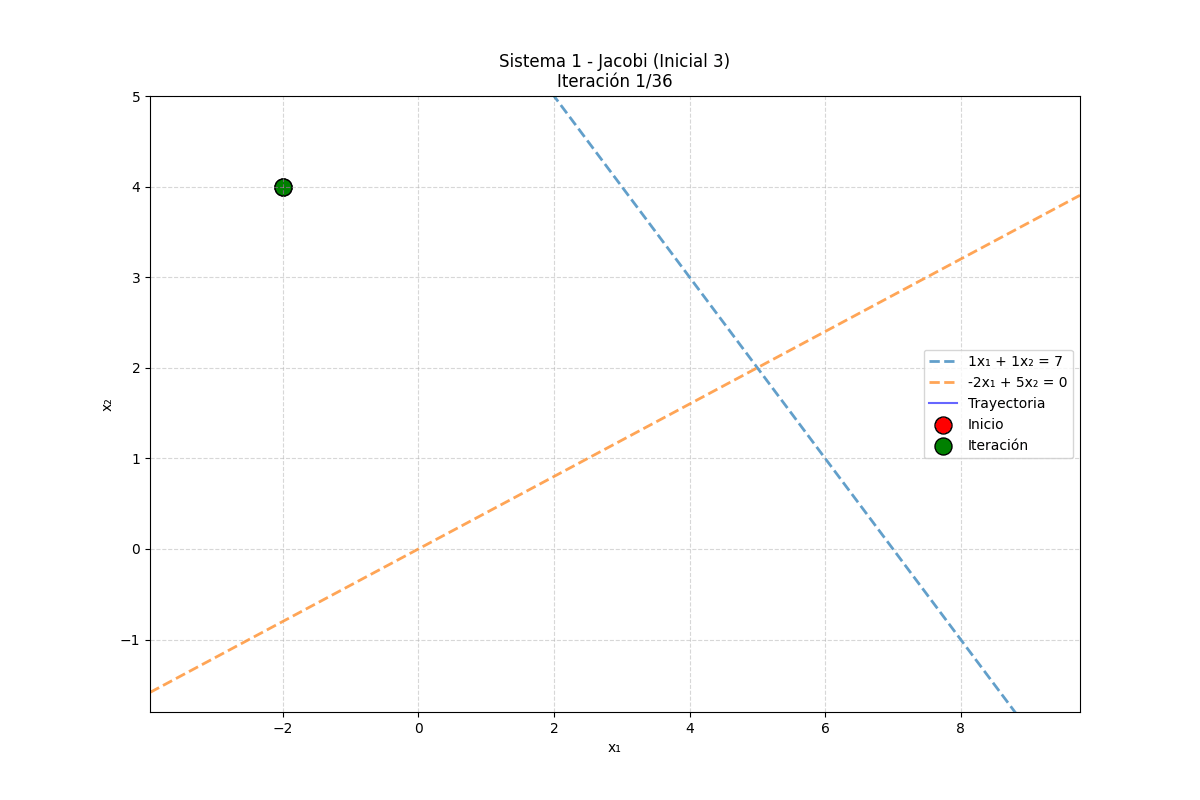 Sistema 1 - Jacobi (Inicial 3)
Iteración 1/36
5
4
3
2
1
0
−1
x₂
1x₁ + 1x₂ = 7
-2x₁ + 5x₂ = 0
Trayectoria
Inicio
Iteración
−2 0 2 4 6 8
x₁